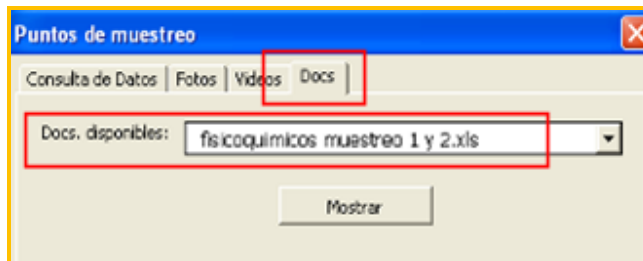 Puntos de muestreo
Consulta de Datos Fotos Videos Docs
Docs. disponibles: fisicoquimicos muestreo 1 y 2.xls
Mostrar